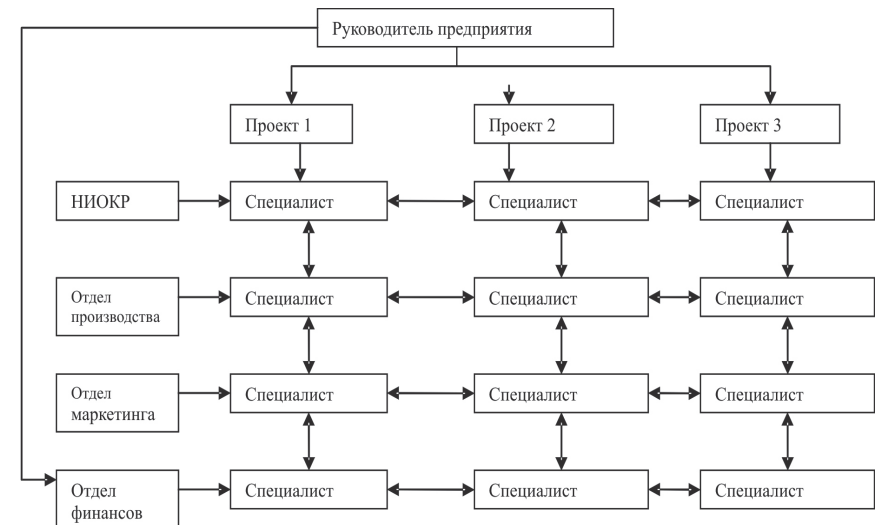 Руководитель предприятия
Проект 1
Проект 2
Проект 3
НИОКР
Специалист
Специалист
Специалист
Отдел
производства
Специалист
Специалист
Специалист
Отдел
маркетинга
Специалист
Специалист
Специалист
Отдел
финансов
Специалист
Специалист
Специалист